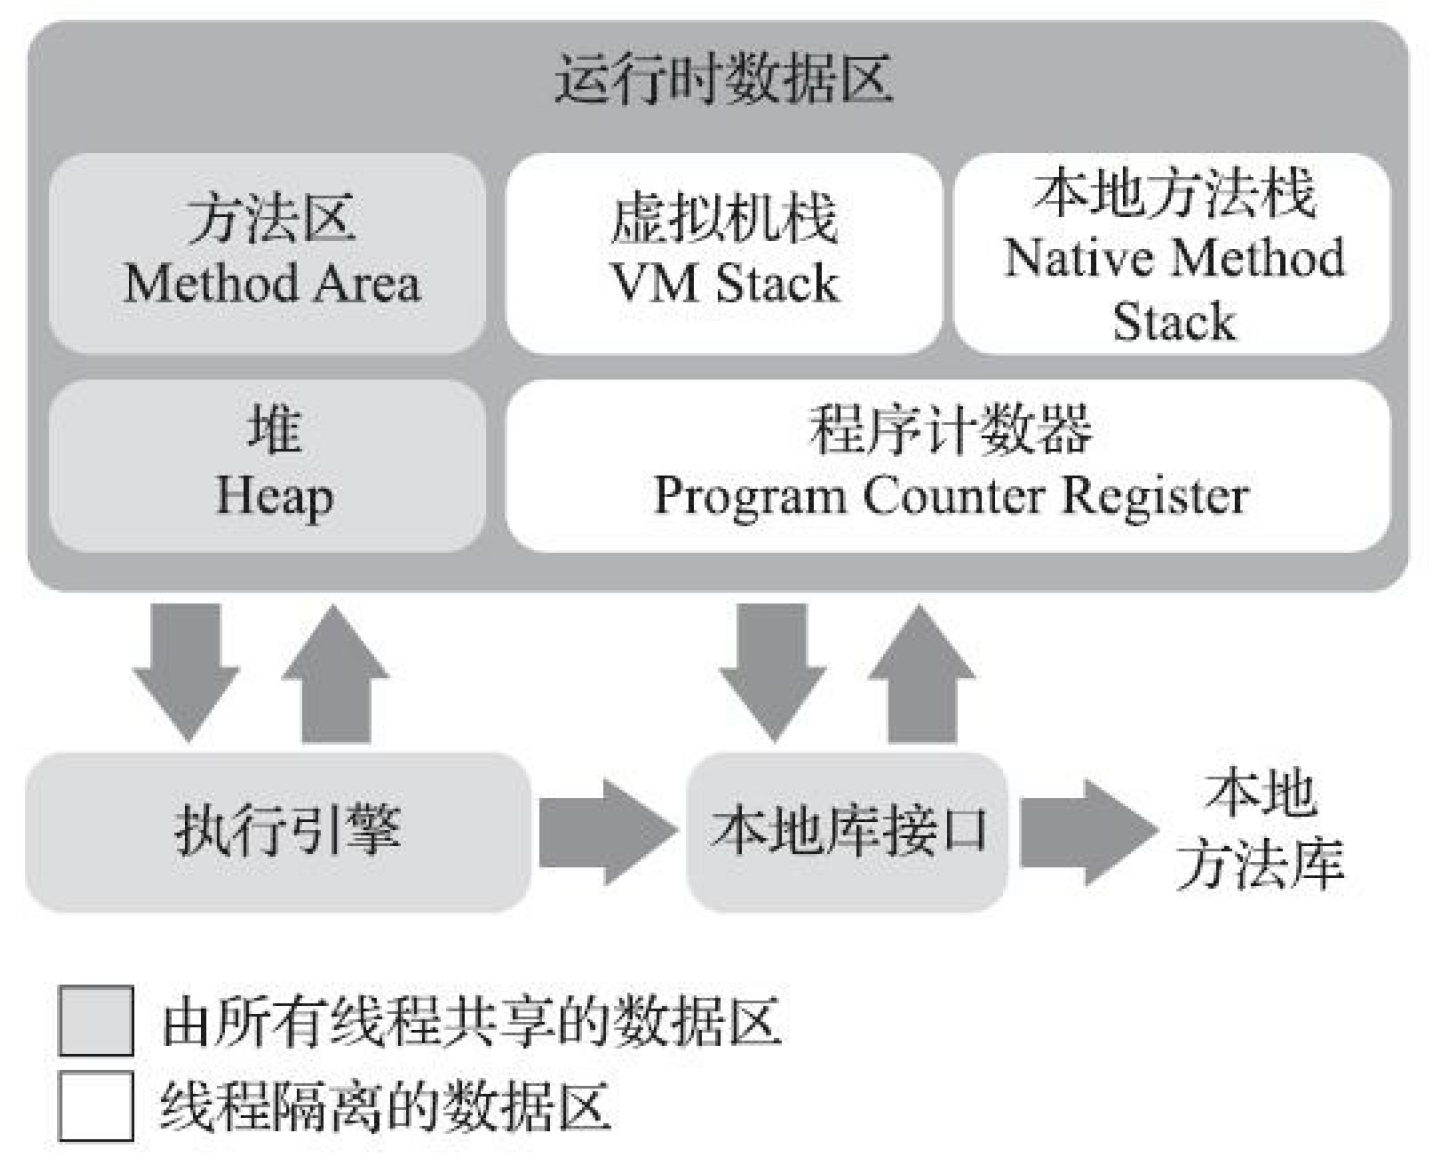 运行时数据区
方法区
Method Area
虚拟机栈
VM Stack
本地方法栈
Native Method
Stack
堆
Heap
程序计数器
Program Counter Register
执行引擎
本地库接口
本地
方法库
由所有线程共享的数据区
线程隔离的数据区